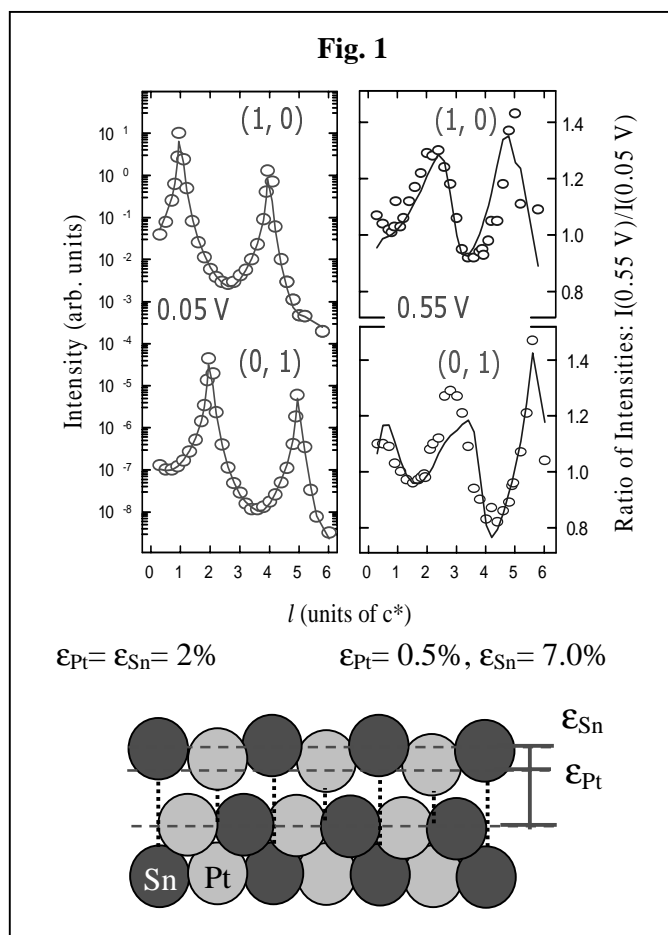 Fig. 1
Intensity (arb. units)
10 1
10 0
10 -1
10 -2
10 -3
10 -4
10 -5
10 -6
10 -7
10 -8
(1, 0)
0.05 V
(0, 1)
0 1 2 3 4 5 6
(1, 0)
0.55 V
(0, 1)
0 1 2 3 4 5 6
1.4
1.2
1.0
0.8
1.4
1.2
1.0
0.8
Ratio of Intensities: I(0.55 V)/I(0.05 V)
l (units of c*)
εPt= εSn= 2%
εPt= 0.5%, εSn= 7.0%
εSn
εPt
Sn Pt